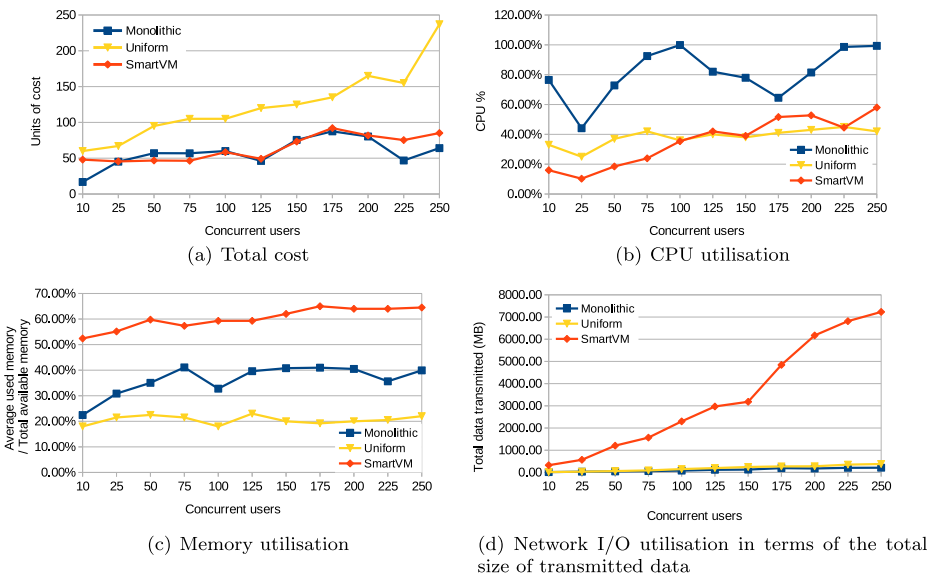 250
200
150
100
50
0
Units of cost
Monolithic
Uniform
SmartVM
10 25 50 75 100 125 150 175 200 225 250
Concurrent users
(a) Total cost
120.00%
100.00%
80.00%
60.00%
40.00%
20.00%
0.00%
CPU %
Monolithic
Uniform
SmartVM
10 25 50 75 100 125 150 175 200 225 250
Concurrent users
(b) CPU utilisation
70.00%
60.00%
50.00%
40.00%
30.00%
20.00%
10.00%
0.00%
Average used memory
/ Total available memory
Monolithic
Uniform
SmartVM
10 25 50 75 100 125 150 175 200 225 250
Concurrent users
(c) Memory utilisation
8000.00
7000.00
6000.00
5000.00
4000.00
3000.00
2000.00
1000.00
0.00
Total data transmitted (MB)
Monolithic
Uniform
SmartVM
10 25 50 75 100 125 150 175 200 225 250
Concurrent users
(d) Network I/O utilisation in terms of the total
size of transmitted data